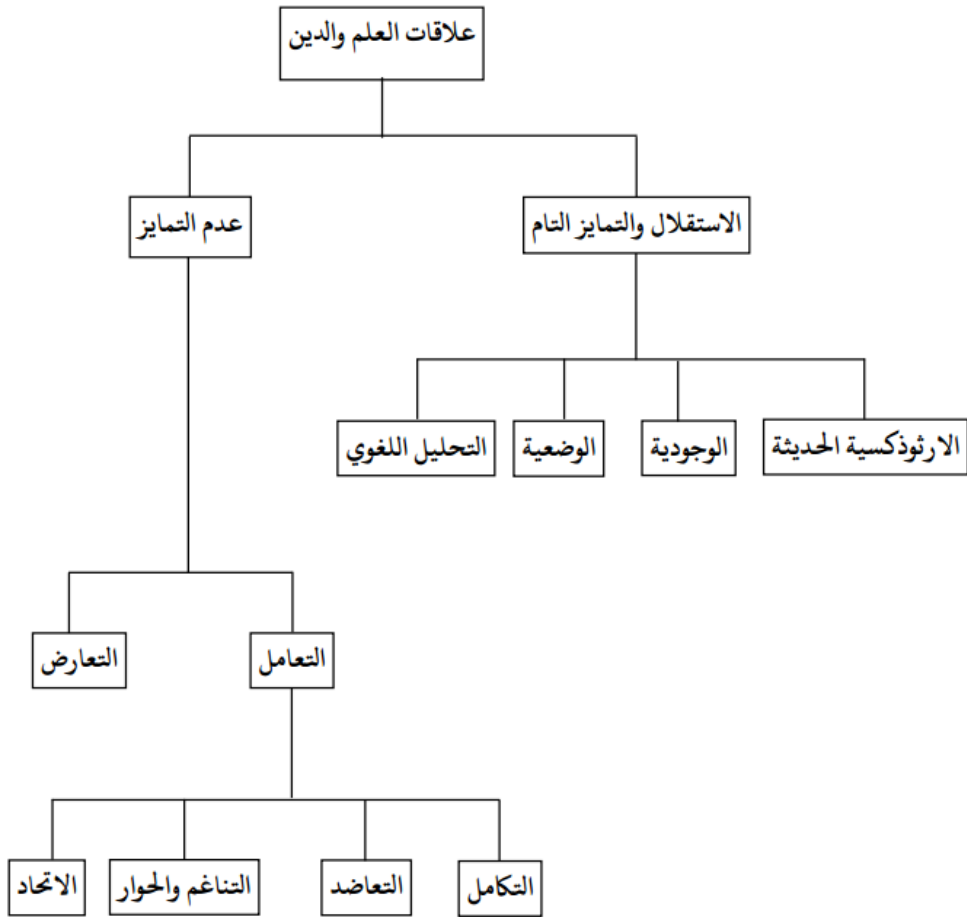 علاقات العلم والدين
الاستقلال والتمايز التام
عدم التمايز
الارثوذكسية الحديثة
الوجودية
الوضعية
التحليل اللغوي
التعامل
التعارض
التكامل
التعاضد
التناغم والحوار
الاتحاد